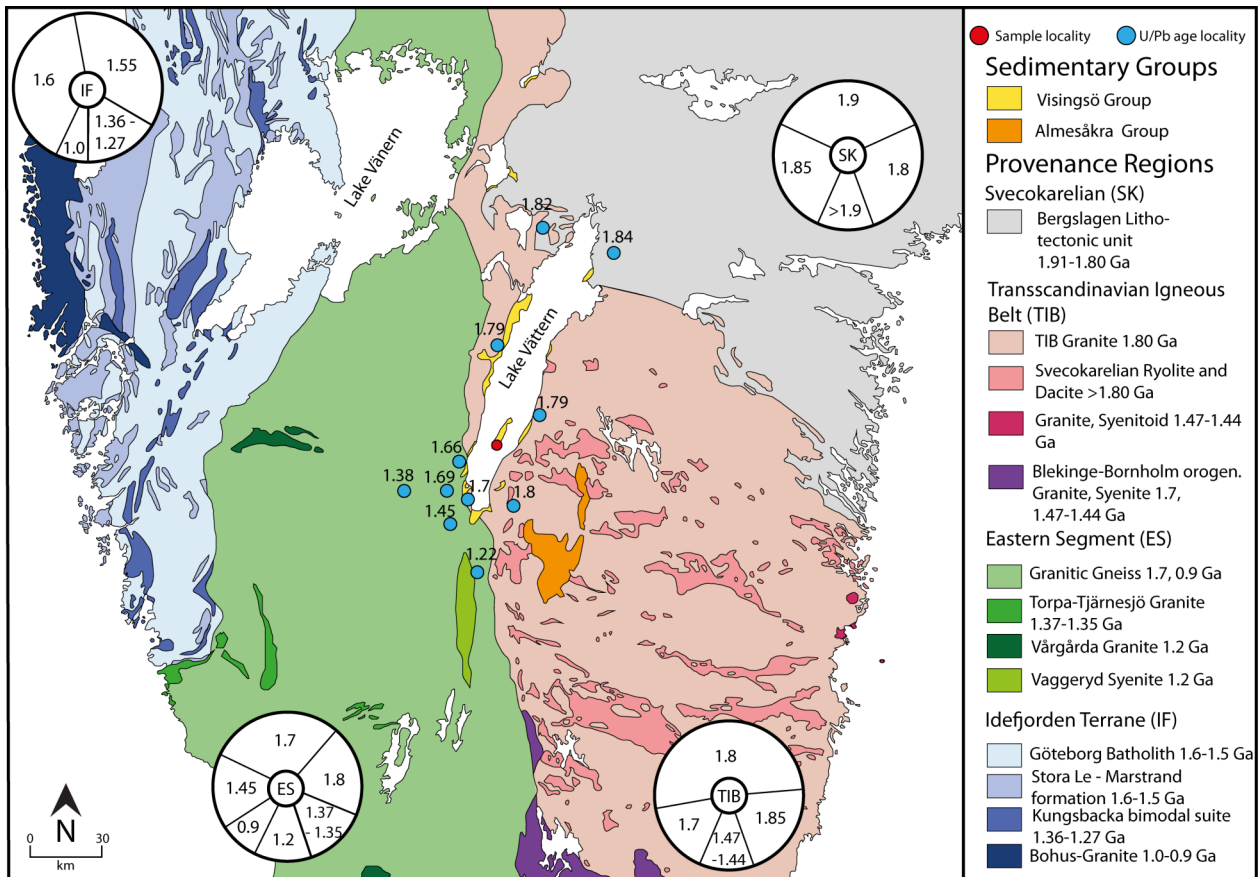 1.6
1.55
IF
1.36 -
1.27
1.0
Lake Vänern
1.9
1.85
SK
1.8
>1.9
1.82
1.84
1.79
Lake Vättern
1.79
1.66
1.38
1.69
1.7
1.8
1.45
1.22
1.7
1.45
ES
1.8
1.37
- 1.35
0.9
1.2
1.8
TIB
1.7
1.85
1.47
-1.44
N
0
30
km
Sample locality
U/Pb age locality
Sedimentary Groups
Visingsö Group
Almesåkra Group
Provenance Regions
Svecokarelian (SK)
Bergslagen Litho-
tectonic unit
1.91-1.80 Ga
Transscandinavian Igneous
Belt (TIB)
TIB Granite 1.80 Ga
Svecokarelian Ryolite and
Dacite >1.80 Ga
Granite, Syenitoid 1.47-1.44
Ga
Blekinge-Bornholm orogen.
Granite, Syenite 1.7,
1.47-1.44 Ga
Eastern Segment (ES)
Granitic Gneiss 1.7, 0.9 Ga
Torpa-Tjärnesjö Granite
1.37-1.35 Ga
Vårgårda Granite 1.2 Ga
Vaggeryd Syenite 1.2 Ga
Idefjorden Terrane (IF)
Göteborg Batholith 1.6-1.5 Ga
Stora Le - Marstrand
formation 1.6-1.5 Ga
Kungsbacka bimodal suite
1.36-1.27 Ga
Bohus-Granite 1.0-0.9 Ga